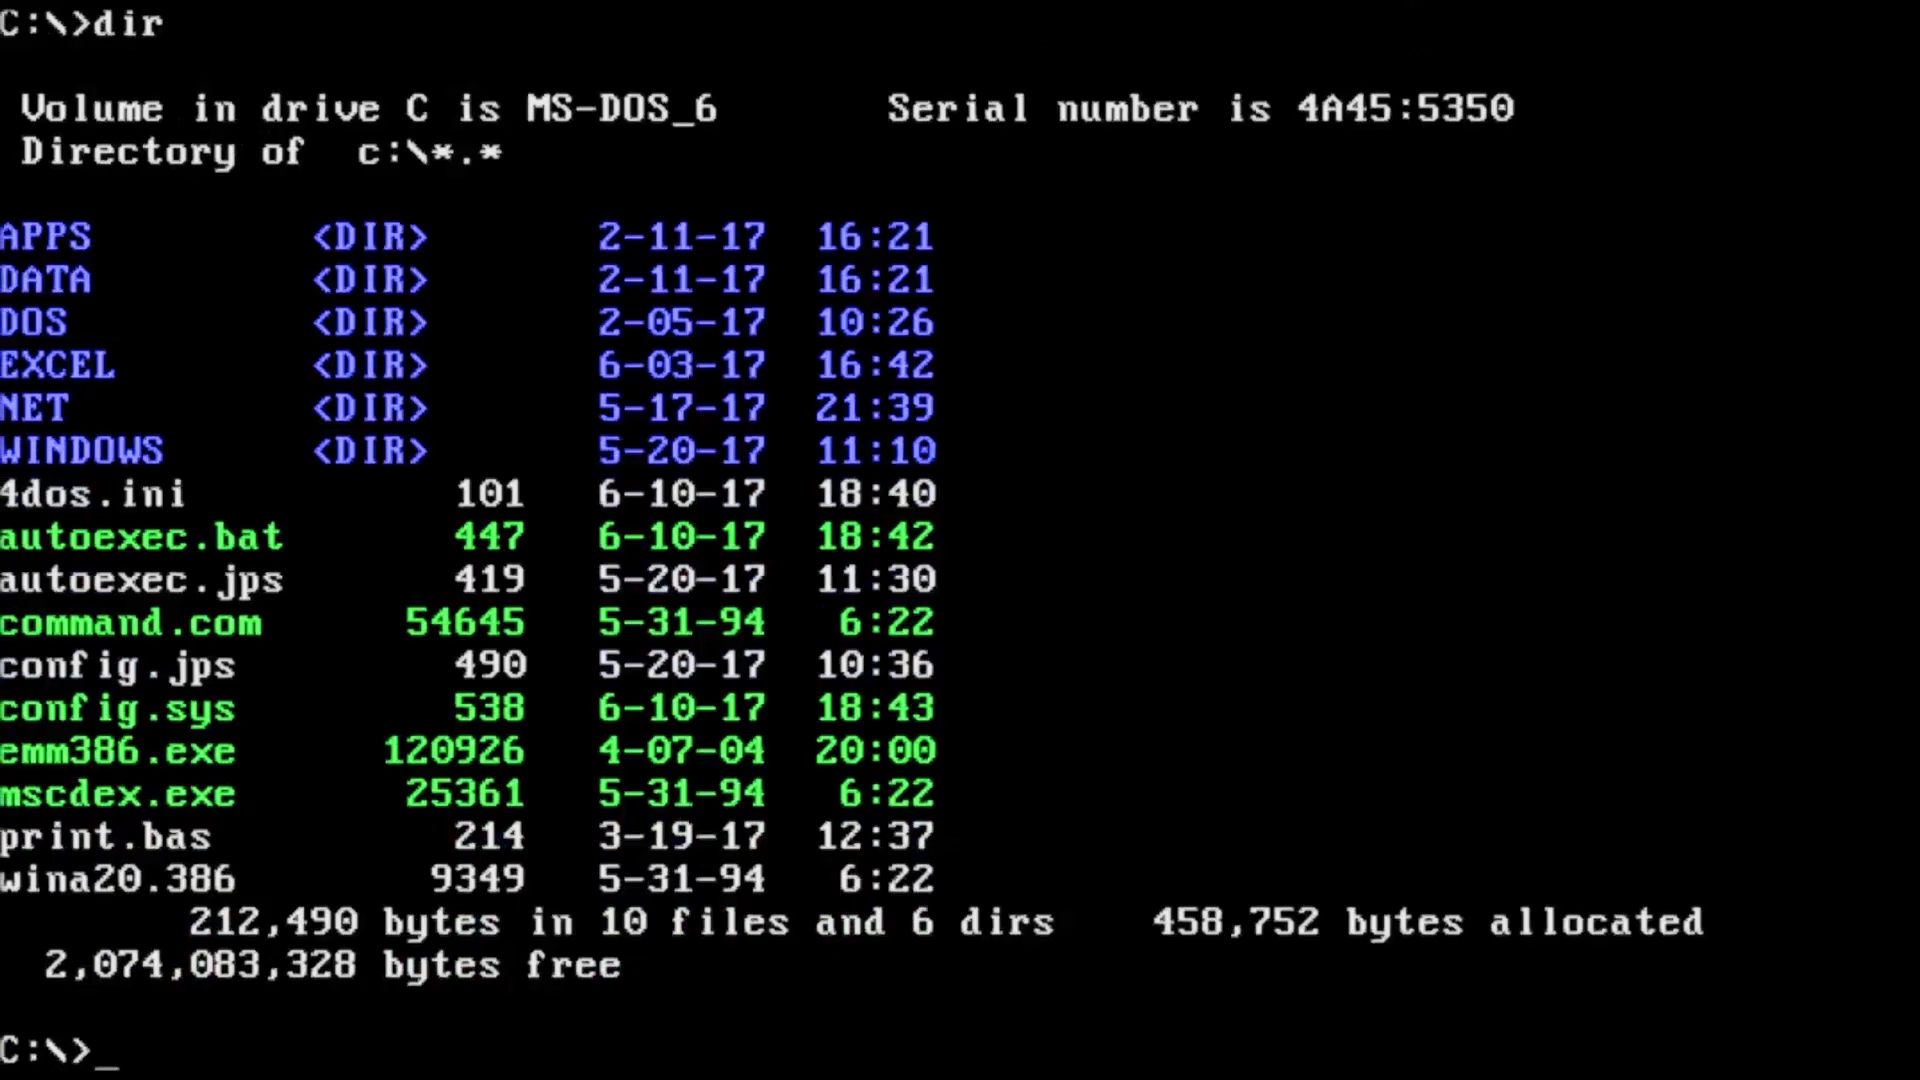 C:\>dir
Volume in drive C is MS-DOS_6       Serial number is 4A45:5350
Directory of  c:\*.*
APPS         <DIR>       2-11-17  16:21
DATA         <DIR>       2-11-17  16:21
DOS          <DIR>       2-05-17  10:26
EXCEL        <DIR>       6-03-17  16:42
NET          <DIR>       5-17-17  21:39
WINDOWS      <DIR>       5-20-17  11:10
4dos.ini           101   6-10-17  18:40
autoexec.bat       447   6-10-17  18:42
autoexec.jps       419   5-20-17  11:30
command.com      54645   5-31-94   6:22
config.jps         490   5-20-17  10:36
config.sys         538   6-10-17  18:43
emm386.exe      120926   4-07-04  20:00
mscdex.exe       25361   5-31-94   6:22
print.bas          214   3-19-17  12:37
wina20.386        9349   5-31-94   6:22
212,490 bytes in 10 files and 6 dirs    458,752 bytes allocated
2,074,083,328 bytes free
C:\>_